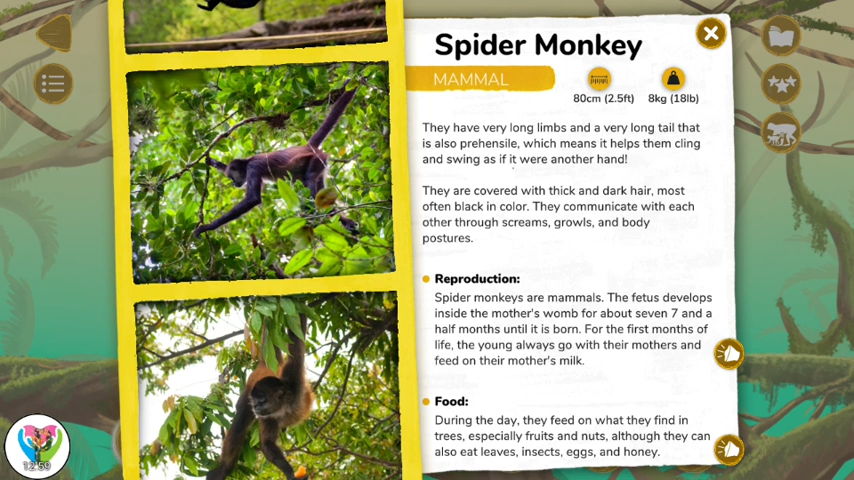 Spider Monkey
MAMMAL
80cm (2.5ft)
8kg (18lb)
They have very long limbs and a very long tail that
is also prehensile, which means it helps them cling
and swing as if it were another hand!
They are covered with thick and dark hair, most
often black in color. They communicate with each
other through screams, growls, and body
postures.
Reproduction:
Spider monkeys are mammals. The fetus develops
inside the mother's womb for about seven 7 and a
half months until it is born. For the first months of
life, the young always go with their mothers and
feed on their mother's milk.
Food:
During the day, they feed on what they find in
trees, especially fruits and nuts, although they can
also eat leaves, insects, eggs, and honey.
12:59